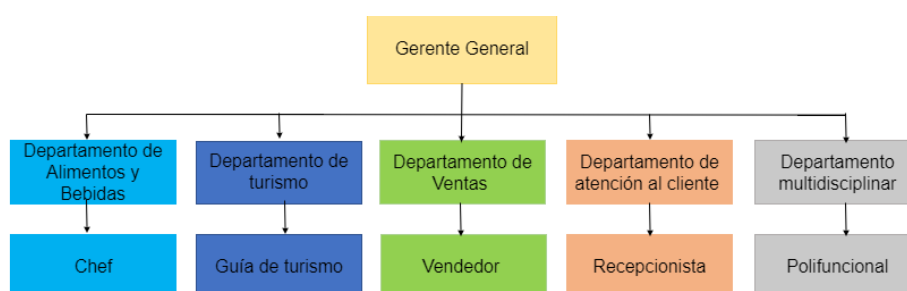 Gerente General
Departamento de
Alimentos y
Bebidas
Departamento de
turismo
Departamento de
Ventas
Departamento de
atención al cliente
Departamento
multidisciplinar
Chef
Guía de turismo
Vendedor
Recepcionista
Polifuncional